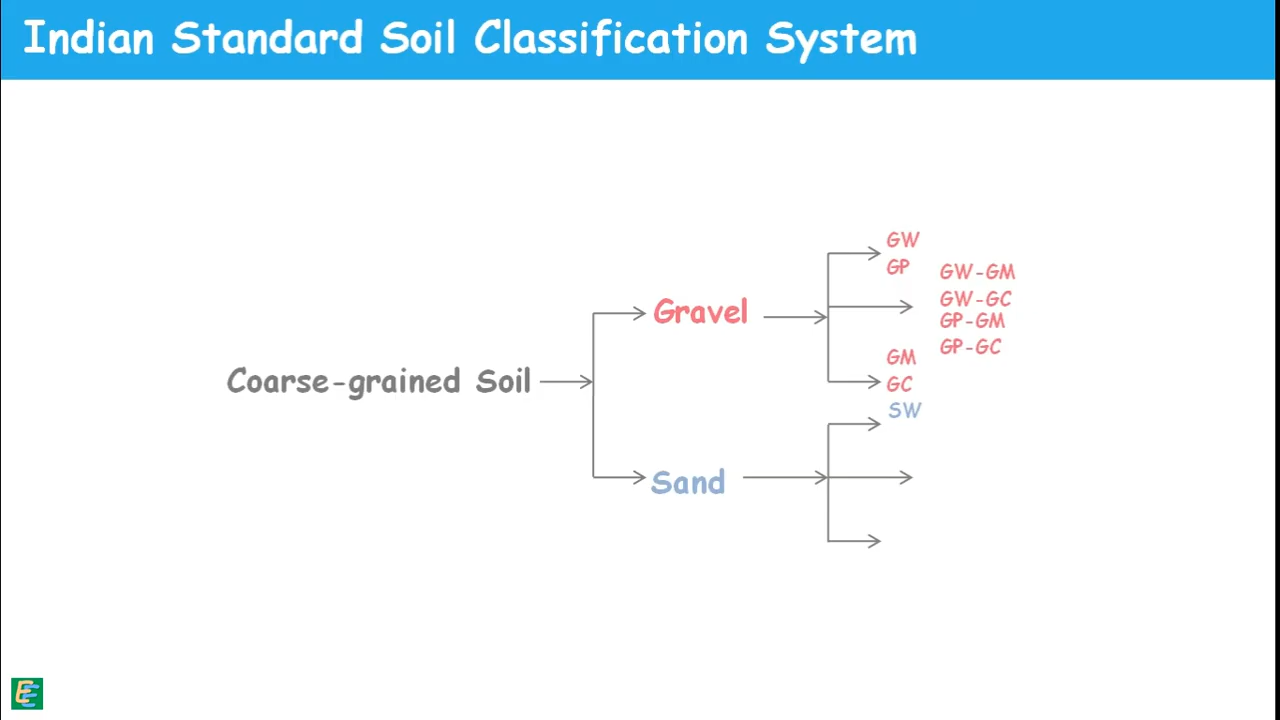 Indian Standard Soil Classification System
GW
GP
GW-GM
GW-GC
GP-GM
GP-GC
Gravel
GM
GC
Coarse-grained Soil
SW
Sand
EE